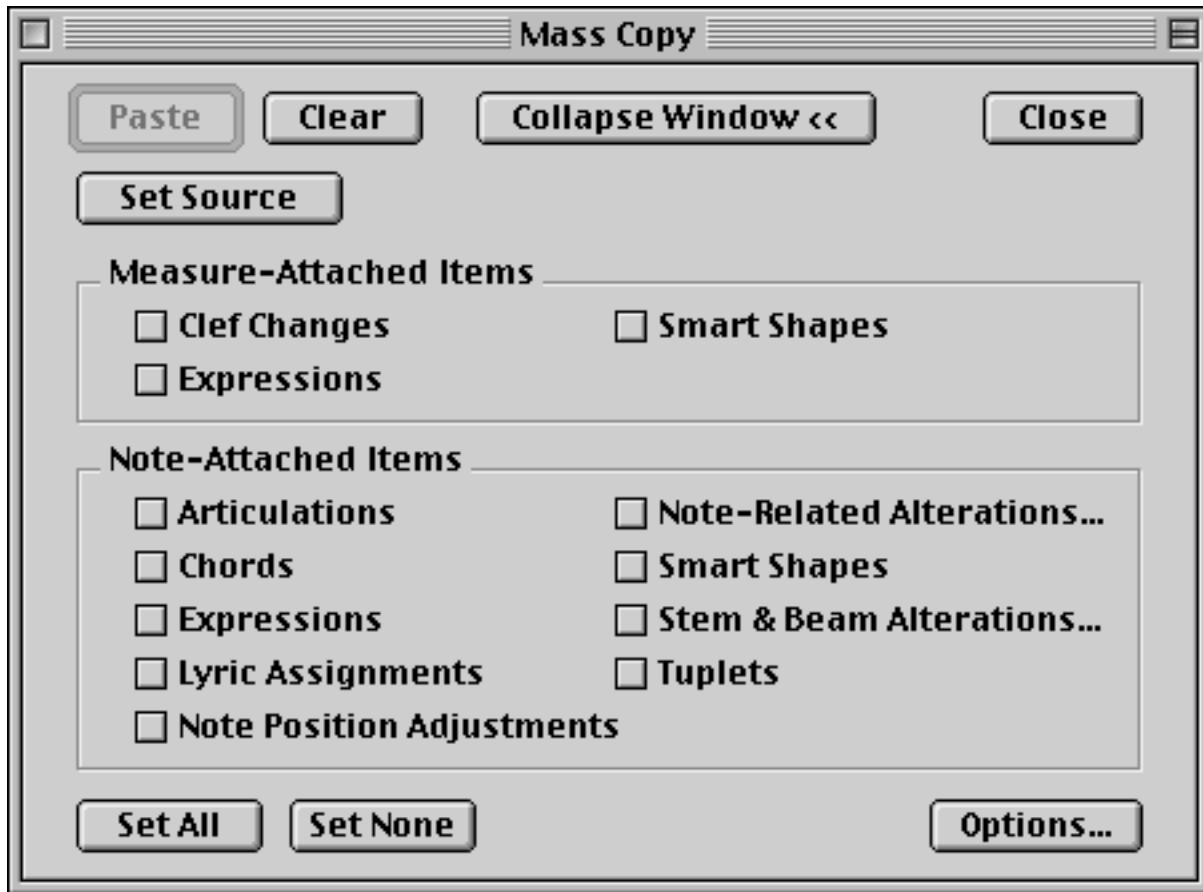 Mass Copy
Paste Clear Collapse Window << Close
Set Source
Measure-Attached Items
Clef Changes Smart Shapes
Expressions
Note-Attached Items
Articulations Note-Related Alterations...
Chords Smart Shapes
Expressions Stem & Beam Alterations...
Lyric Assignments Tuplets
Note Position Adjustments
Set All Set None Options...